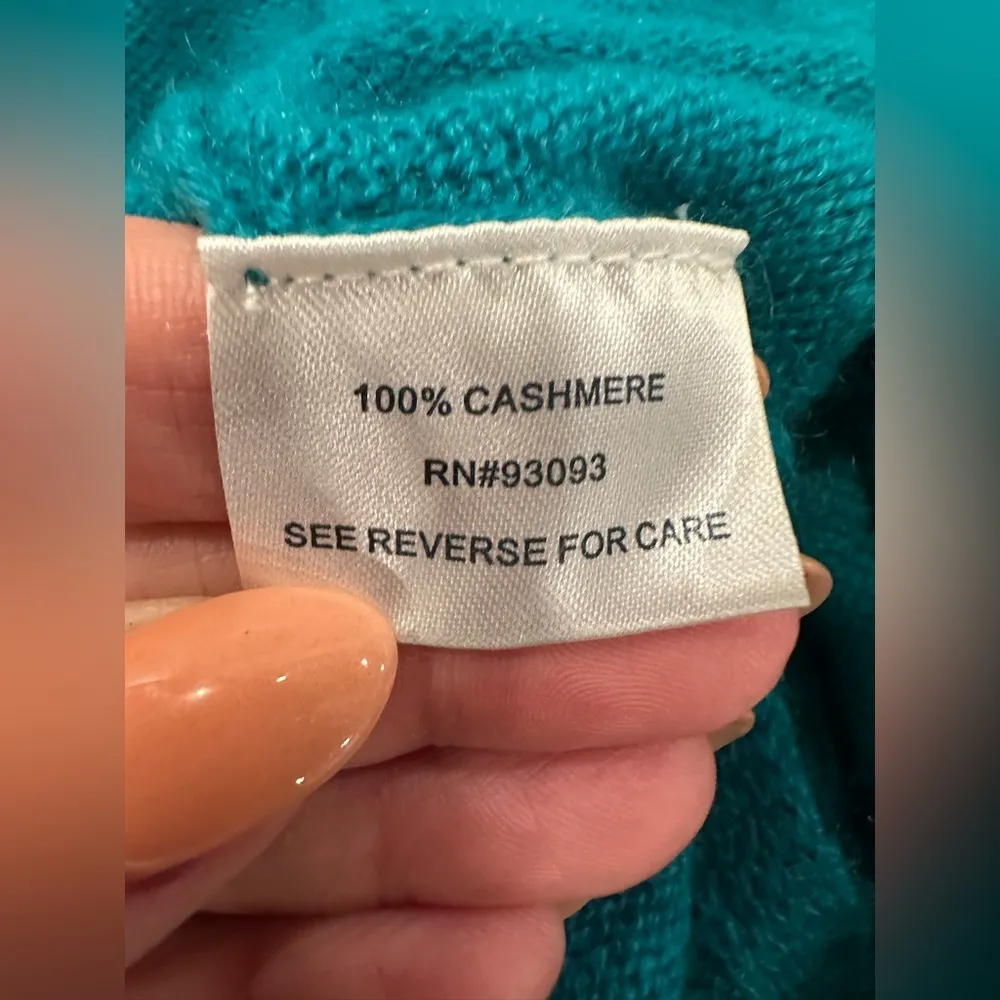 100% CASHMERE
RN#93093
SEE REVERSE FOR CARE